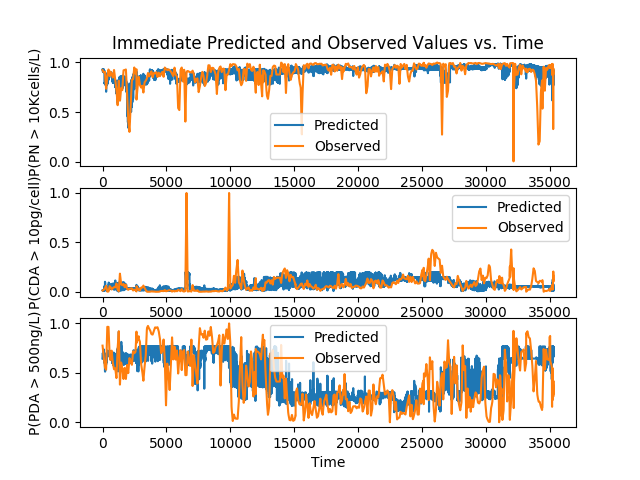 Immediate Predicted and Observed Values vs. Time
P(PN > 10Kcells/L)
1.0
0.5
0.0
Predicted
Observed
0 5000 10000 15000 20000 25000 30000 35000
P(CDA > 10pg/cell)
1.0
0.5
0.0
Predicted
Observed
0 5000 10000 15000 20000 25000 30000 35000
P(PDA > 500ng/L)
1.0
0.5
0.0
Predicted
Observed
0 5000 10000 15000 20000 25000 30000 35000
Time